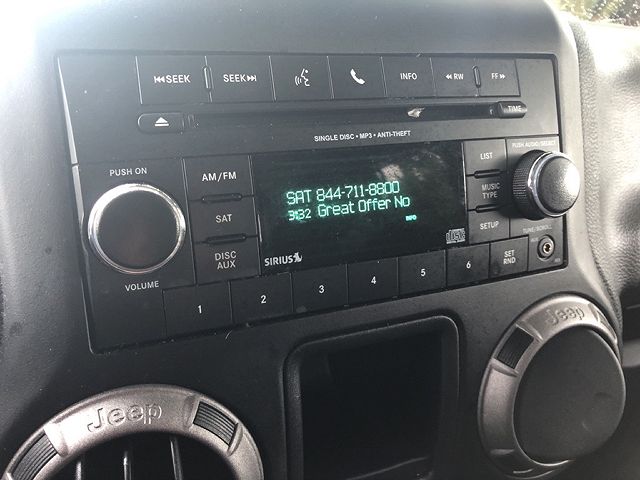 ⏮SEEK SEEK⏭ INFO ◀◀ RW FF ▶▶
TIME
SINGLE DISC • MP3 • ANTI-THEFT
PUSH ON
AM/FM
SAT
DISC AUX
VOLUME
SAT 844-711-8800
3:32 Great Offer No
INFO
SIRIUS
LIST
MUSIC TYPE
SETUP
PUSH AUDIO/SELECT
TUNE/SCROLL
1 2 3 4 5 6 SET RND
Jeep
Jeep